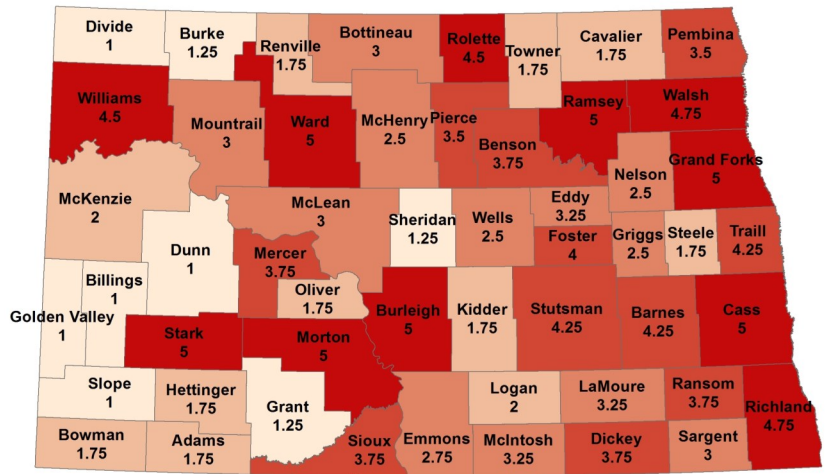 Divide
1
Burke
1.25
Renville
1.75
Bottineau
3
Rolette
4.5
Towner
1.75
Cavalier
1.75
Pembina
3.5
Williams
4.5
Mountrail
3
Ward
5
McHenry
2.5
Pierce
3.5
Benson
3.75
Ramsey
5
Walsh
4.75
Nelson
2.5
Grand Forks
5
McKenzie
2
Dunn
1
McLean
3
Mercer
3.75
Oliver
1.75
Sheridan
1.25
Wells
2.5
Eddy
3.25
Foster
4
Griggs
2.5
Steele
1.75
Traill
4.25
Billings
1
Golden Valley
1
Stark
5
Morton
5
Burleigh
5
Kidder
1.75
Stutsman
4.25
Barnes
4.25
Cass
5
Slope
1
Hettinger
1.75
Grant
1.25
Logan
2
LaMoure
3.25
Ransom
3.75
Richland
4.75
Bowman
1.75
Adams
1.75
Sioux
3.75
Emmons
2.75
McIntosh
3.25
Dickey
3.75
Sargent
3